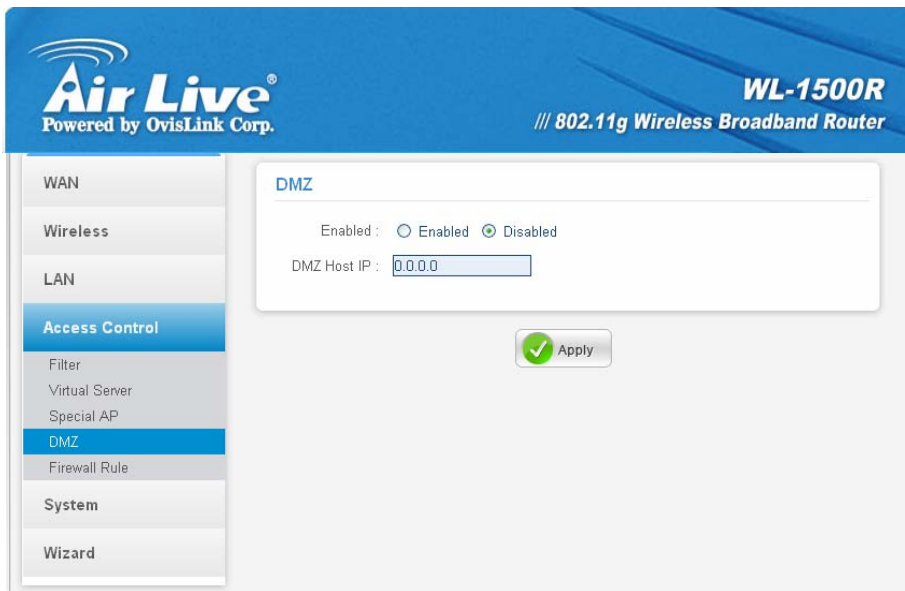 Air Live®
Powered by OvisLink Corp.
WL-1500R
/// 802.11g Wireless Broadband Router
WAN
Wireless
LAN
Access Control
Filter
Virtual Server
Special AP
DMZ
Firewall Rule
System
Wizard
DMZ
Enabled : Enabled Disabled
DMZ Host IP : 0.0.0.0
Apply